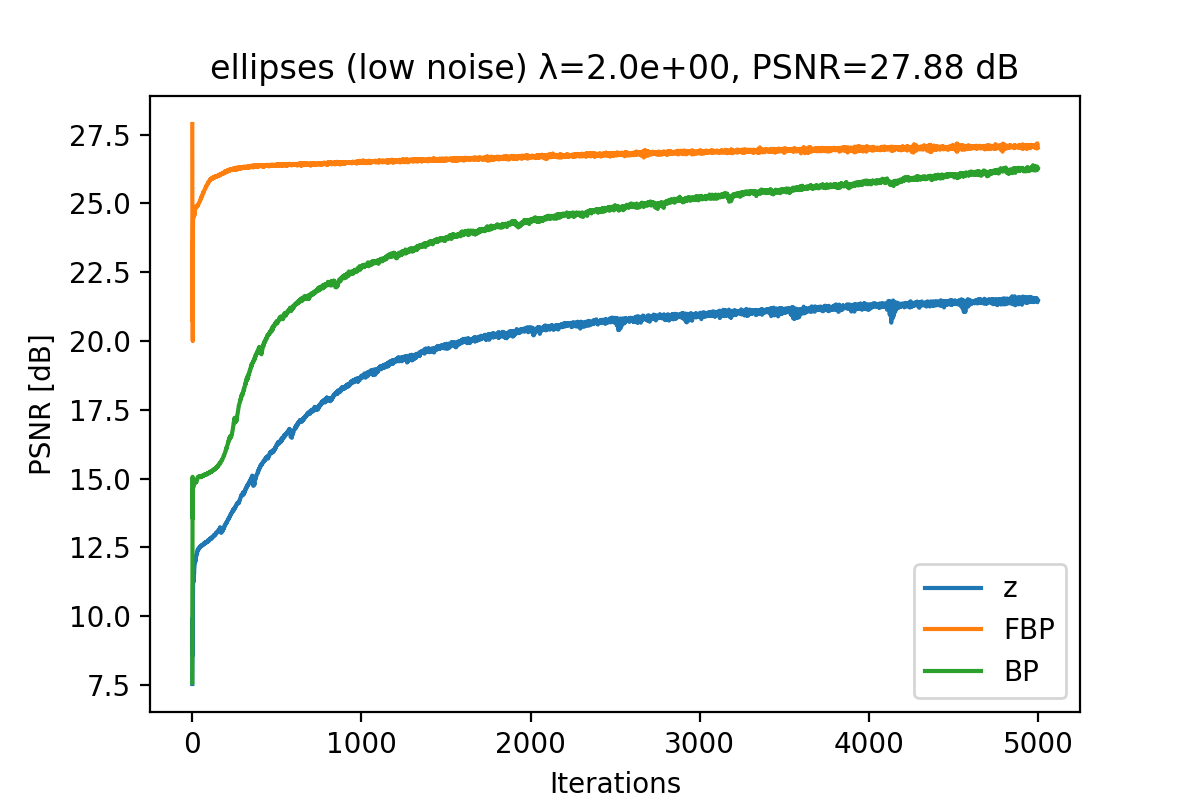 ellipses (low noise) λ=2.0e+00, PSNR=27.88 dB
27.5
25.0
22.5
20.0
17.5
15.0
12.5
10.0
7.5
PSNR [dB]
z
FBP
BP
0 1000 2000 3000 4000 5000
Iterations